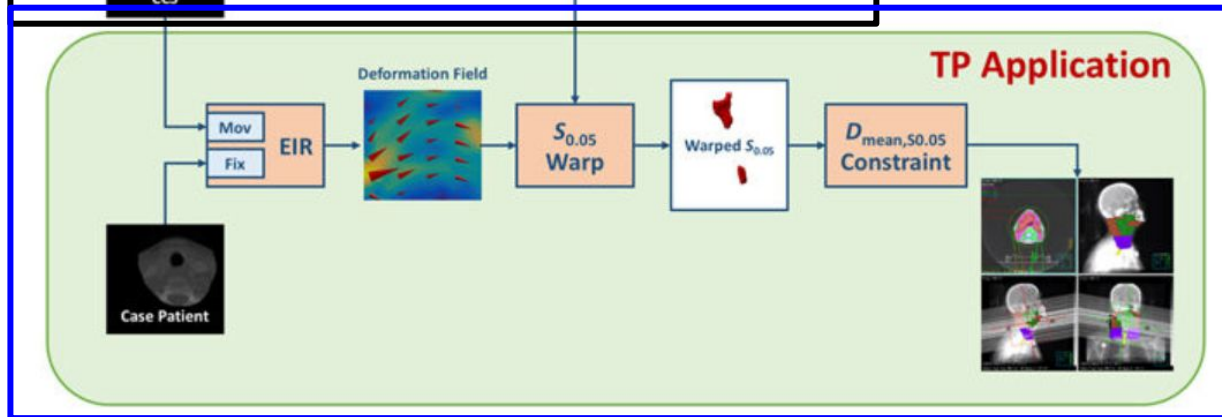 CCS
TP Application
Deformation Field
Mov
Fix
EIR
S0.05
Warp
Warped S0.05
Dmean,S0.05
Constraint
Case Patient